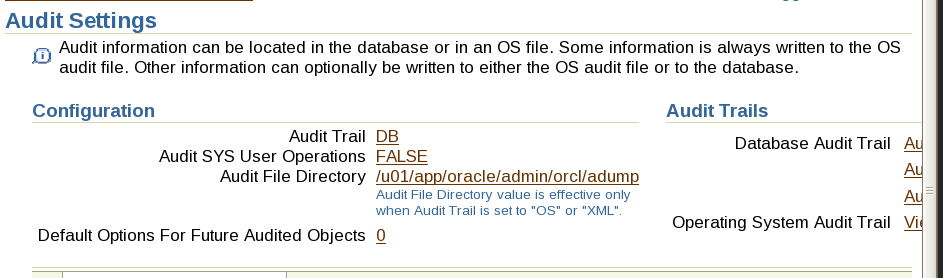 Audit Settings
Audit information can be located in the database or in an OS file. Some information is always written to the OS
audit file. Other information can optionally be written to either the OS audit file or to the database.
Configuration
Audit Trail DB
Audit SYS User Operations FALSE
Audit File Directory /u01/app/oracle/admin/orcl/adump
Audit File Directory value is effective only
when Audit Trail is set to "OS" or "XML".
Default Options For Future Audited Objects 0
Audit Trails
Database Audit Trail Au
Au
Au
Operating System Audit Trail Vie